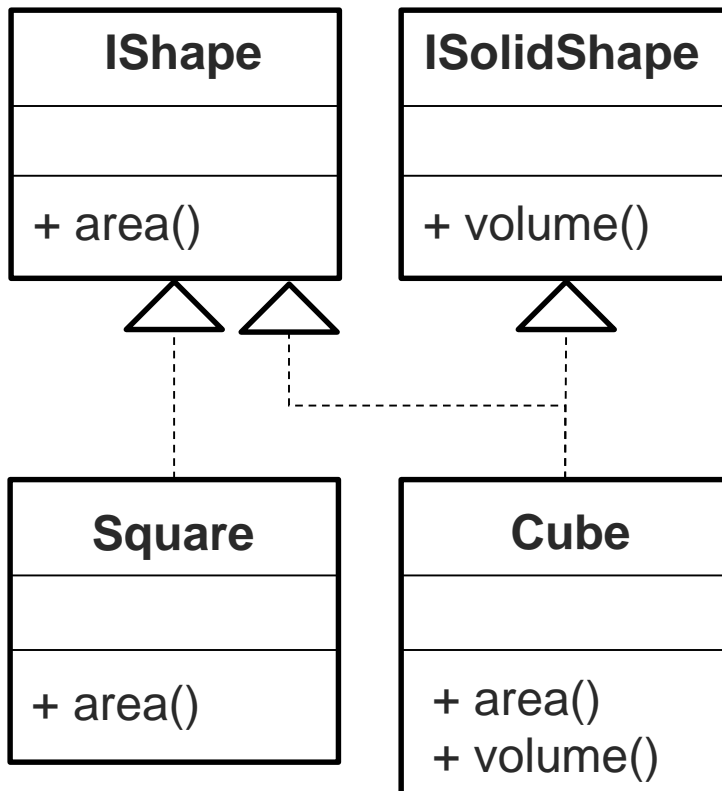 IShape
+ area()
ISolidShape
+ volume()
Square
+ area()
Cube
+ area()
+ volume()